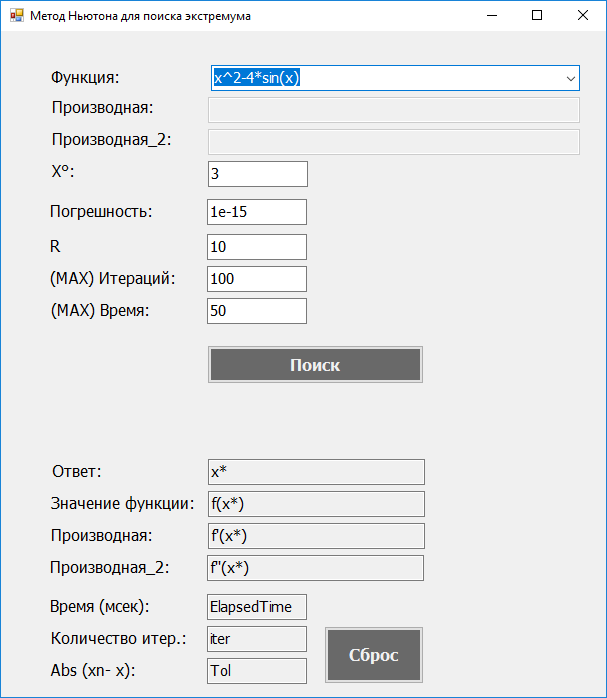 Метод Ньютона для поиска экстремума
Функция: x^2-4*sin(x)
Производная:
Производная_2:
X°: 3
Погрешность: 1e-15
R 10
(MAX) Итераций: 100
(MAX) Время: 50
Поиск
Ответ: x*
Значение функции: f(x*)
Производная: f'(x*)
Производная_2: f''(x*)
Время (мсек): ElapsedTime
Количество итер.: iter
Abs (xn- x): Tol
Сброс